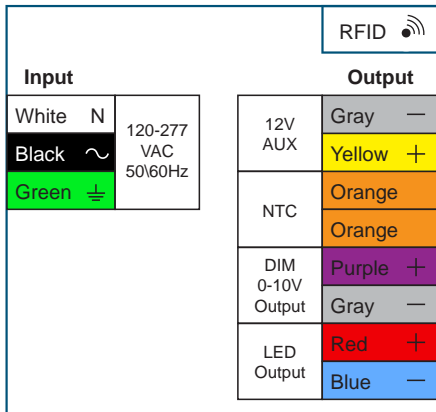 RFID
Input
Output
White N
Black
Green
120-277
VAC
50\60Hz
12V
AUX
Gray —
Yellow +
NTC
Orange
Orange
DIM
0-10V
Output
Purple +
Gray —
LED
Output
Red +
Blue —